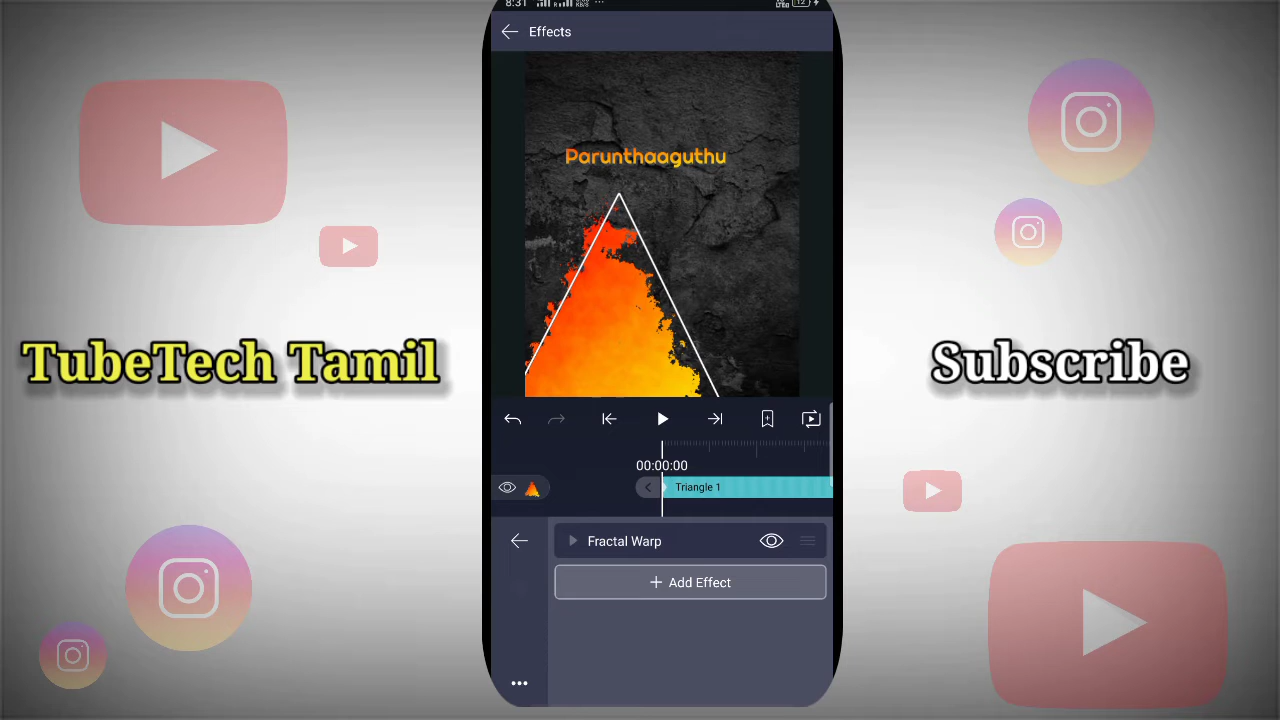 8:31
Effects
Parunthaaguthu
TubeTech Tamil
Subscribe
00:00:00
Triangle 1
Fractal Warp
+ Add Effect